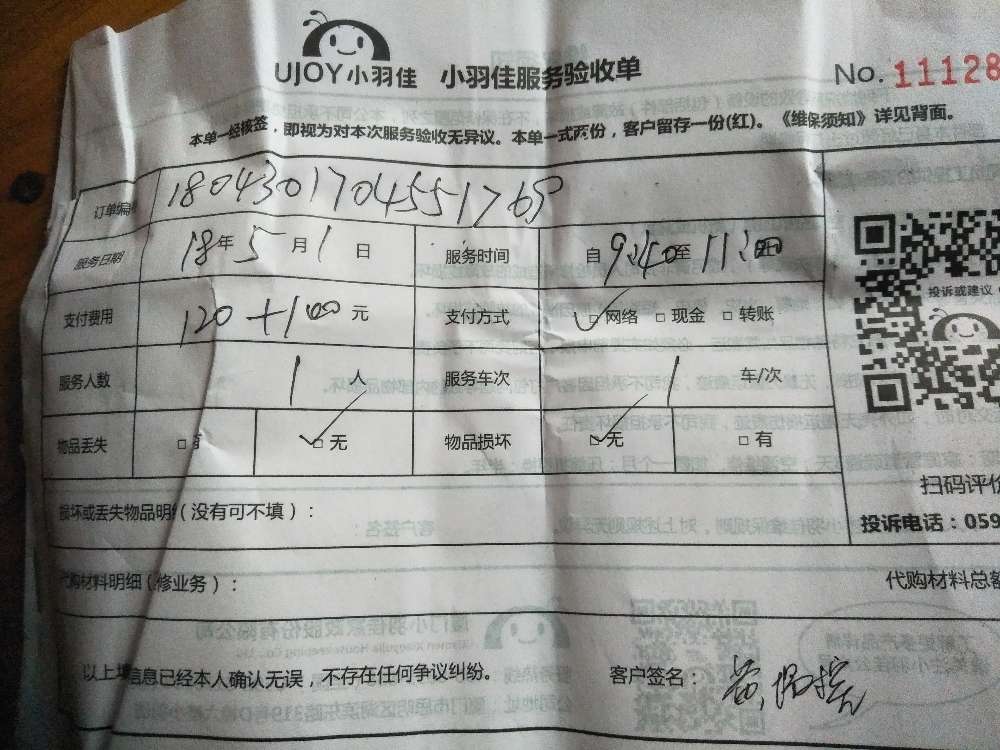 UJOY小羽佳 小羽佳服务验收单 No. 11128
本单一经核签，即视为对本次服务验收无异议。本单一式两份，客户留存一份(红)。《维保须知》详见背面。
订单编 1804301704551769
服务日期 18年5月1日 服务时间 自9:40至11:
支付费用 120+100元 支付方式 网络 现金 转账
投诉或建议
服务人数 1人 服务车次 1 车/次
物品丢失 有 无 物品损坏 无 有
扫码评价
损坏或丢失物品明（没有可不填）：
投诉电话：059
代购材料明细（修业务）：
代购材料总额
以上填信息已经本人确认无误，不存在任何争议纠纷。 客户签名：